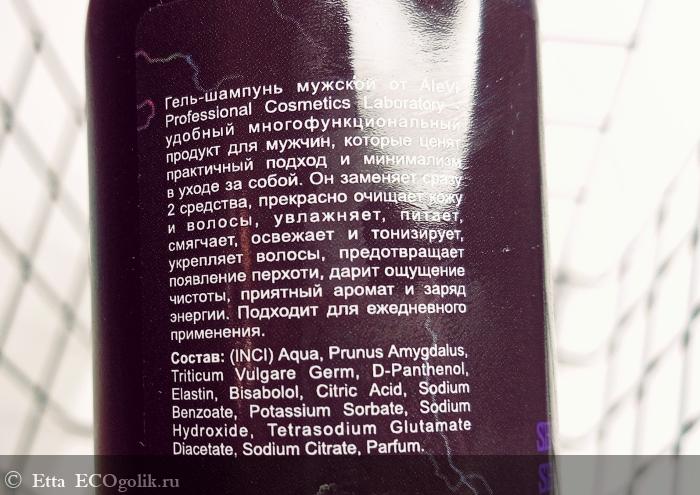 Гель-шампунь мужской от AleVi
Professional Cosmetics Laboratory –
удобный многофункциональный
продукт для мужчин, которые ценят
практичный подход и минимализм
в уходе за собой. Он заменяет сразу
2 средства, прекрасно очищает кожу
и волосы, увлажняет, питает,
смягчает, освежает и тонизирует,
укрепляет волосы, предотвращает
появление перхоти, дарит ощущение
чистоты, приятный аромат и заряд
энергии. Подходит для ежедневного
применения.
Состав: (INCI) Aqua, Prunus Amygdalus,
Triticum Vulgare Germ, D-Panthenol,
Elastin, Bisabolol, Citric Acid, Sodium
Benzoate, Potassium Sorbate, Sodium
Hydroxide, Tetrasodium Glutamate
Diacetate, Sodium Citrate, Parfum.
© Etta ECOgolik.ru